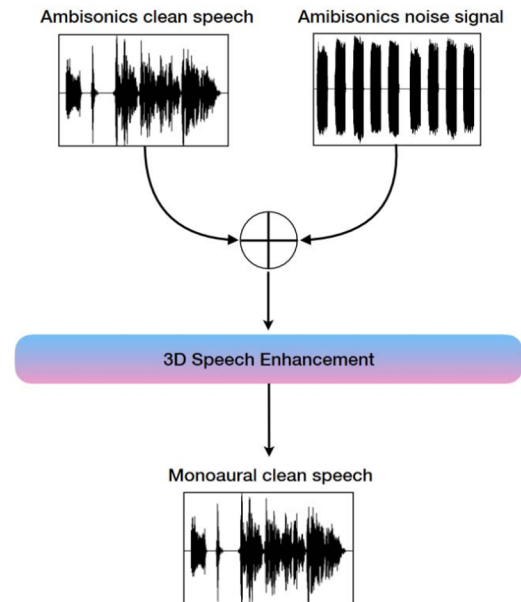 Ambisonics clean speech
Amibisonics noise signal
3D Speech Enhancement
Monoaural clean speech